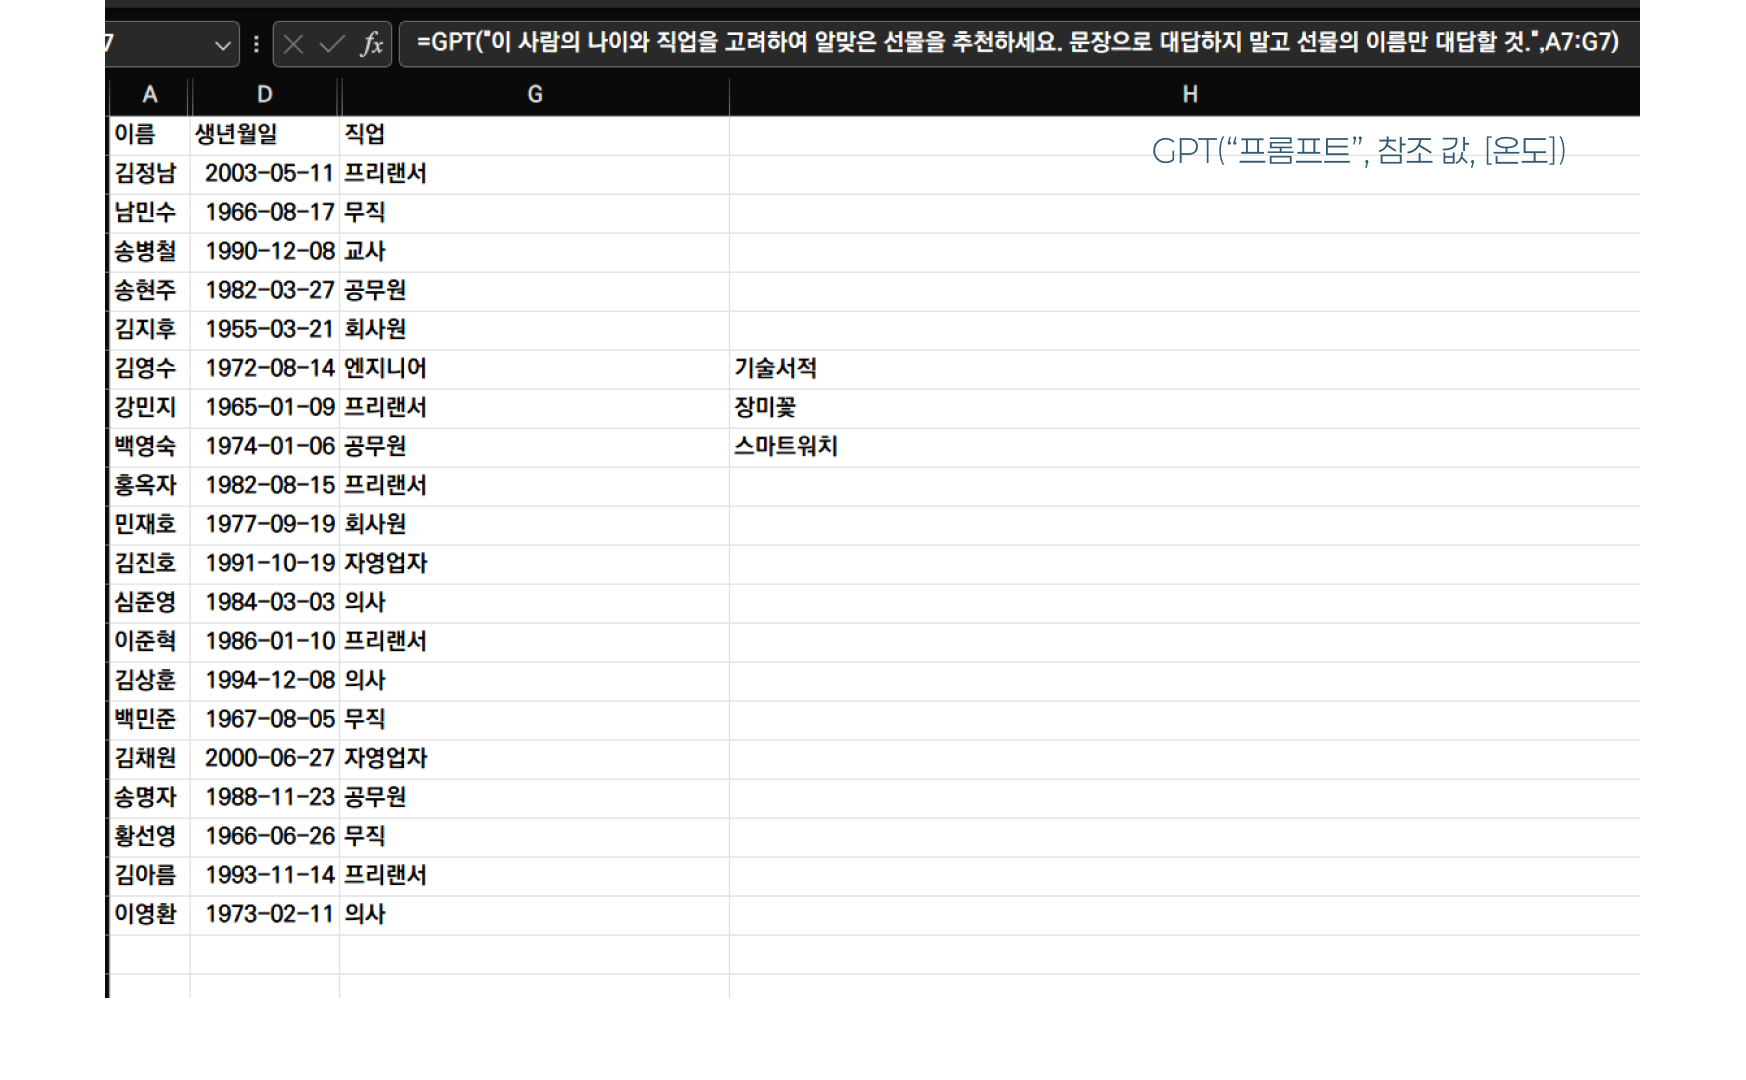 7 fx =GPT("이 사람의 나이와 직업을 고려하여 알맞은 선물을 추천하세요. 문장으로 대답하지 말고 선물의 이름만 대답할 것.",A7:G7)
A D G H
이름 생년월일 직업
GPT(“프롬프트”, 참조 값, [온도])
김정남 2003-05-11 프리랜서
남민수 1966-08-17 무직
송병철 1990-12-08 교사
송현주 1982-03-27 공무원
김지후 1955-03-21 회사원
김영수 1972-08-14 엔지니어 기술서적
강민지 1965-01-09 프리랜서 장미꽃
백영숙 1974-01-06 공무원 스마트워치
홍옥자 1982-08-15 프리랜서
민재호 1977-09-19 회사원
김진호 1991-10-19 자영업자
심준영 1984-03-03 의사
이준혁 1986-01-10 프리랜서
김상훈 1994-12-08 의사
백민준 1967-08-05 무직
김채원 2000-06-27 자영업자
송명자 1988-11-23 공무원
황선영 1966-06-26 무직
김아름 1993-11-14 프리랜서
이영환 1973-02-11 의사